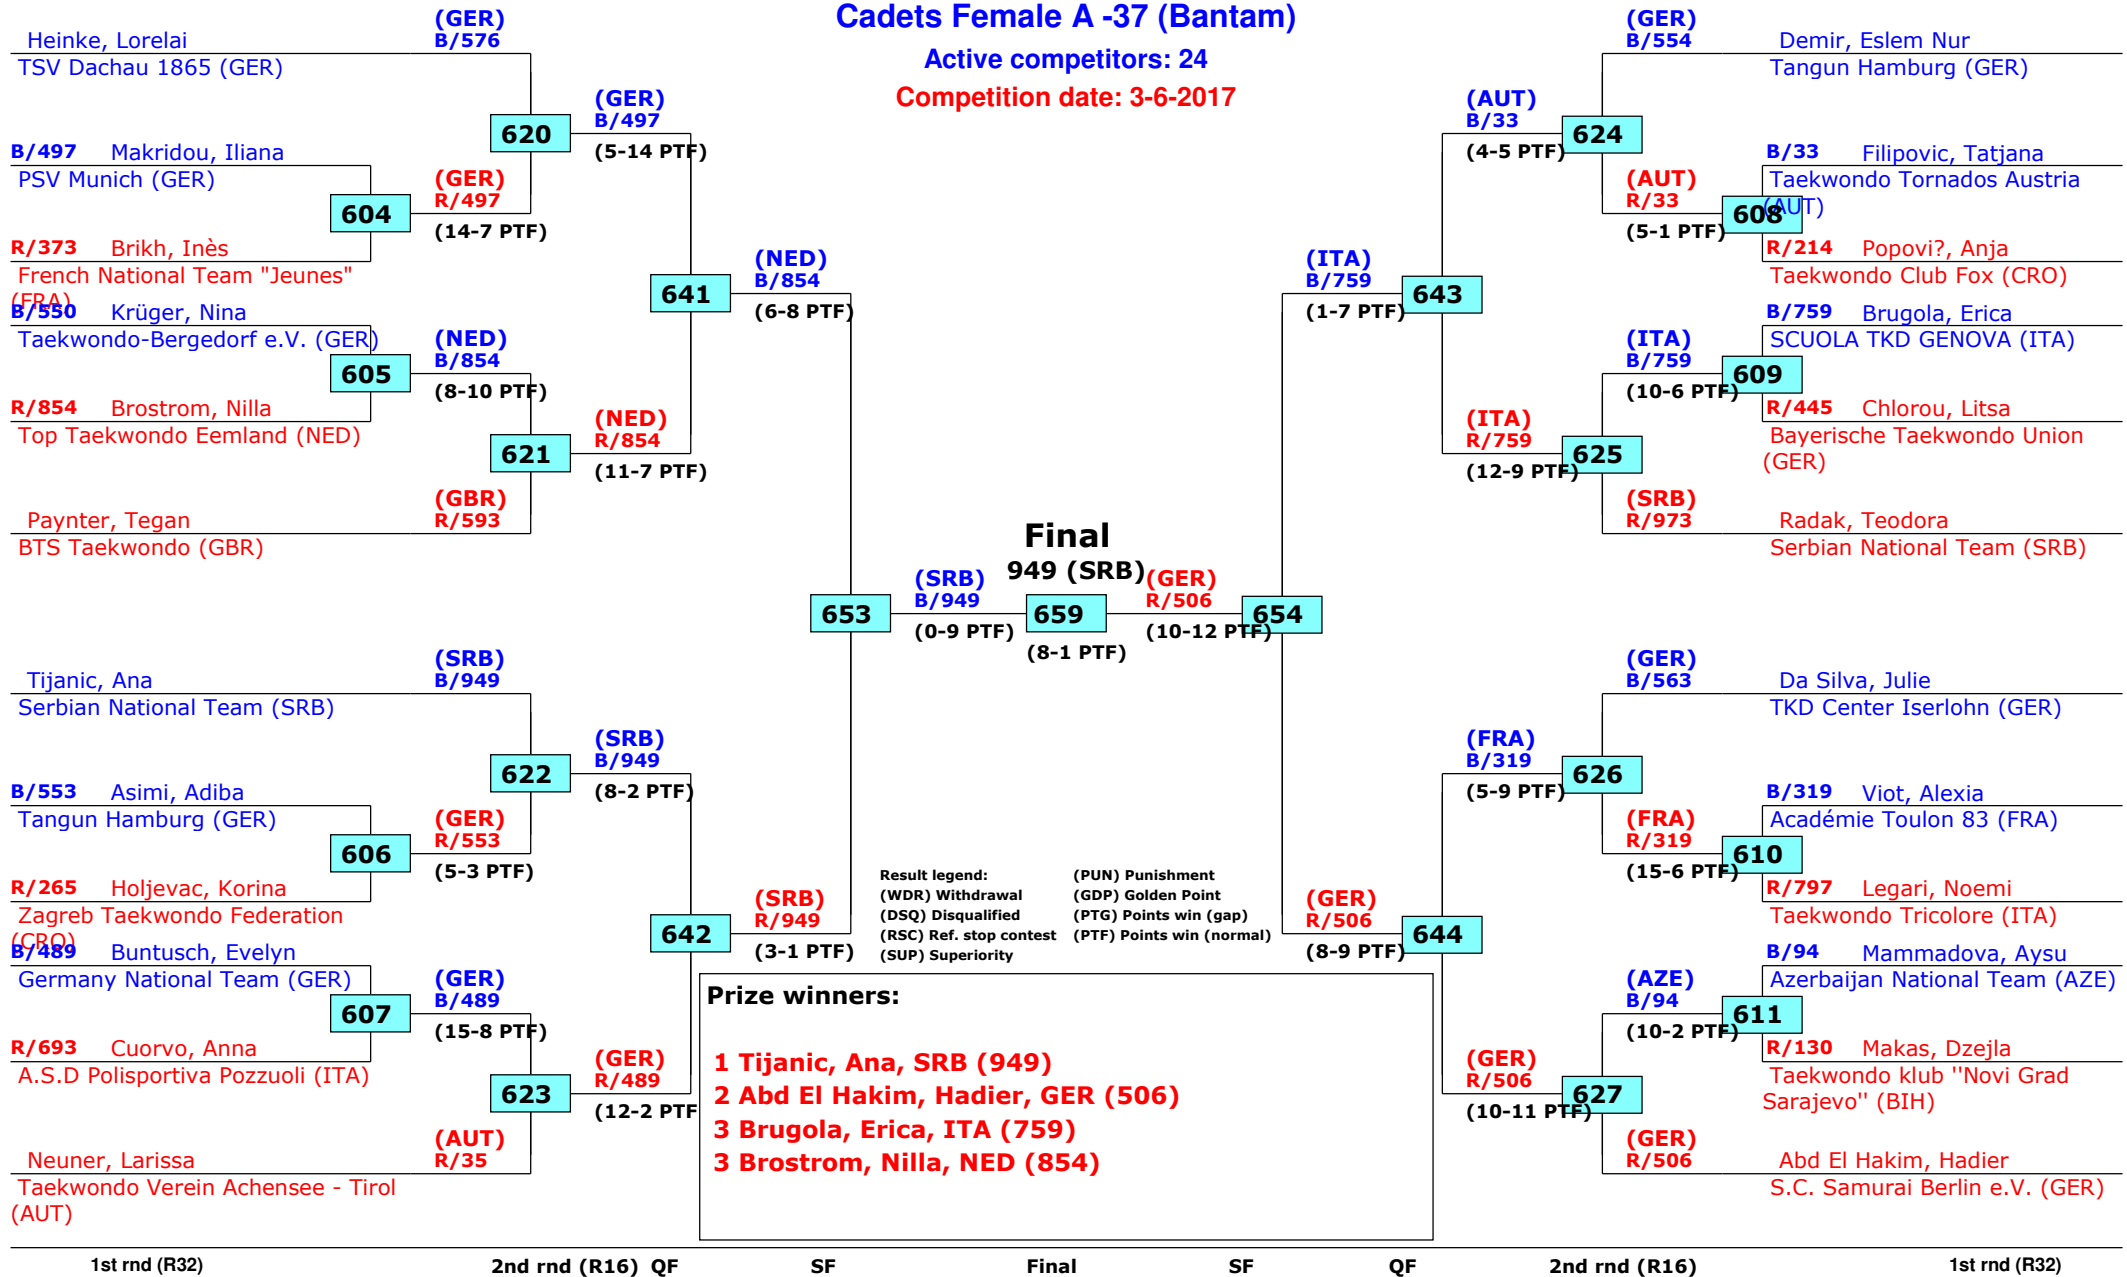 Cadets Female A -37 (Bantam)
Active competitors: 24
Competition date: 3-6-2017
Heinke, Lorelai
TSV Dachau 1865 (GER)
(GER)
B/576
B/497 Makridou, Iliana
PSV Munich (GER)
R/373 Brikh, Inès
French National Team "Jeunes"
(FRA)
604
(GER)
R/497
(14-7 PTF)
620
(GER)
B/497
(5-14 PTF)
B/550 Krüger, Nina
Taekwondo-Bergedorf e.V. (GER)
R/854 Brostrom, Nilla
Top Taekwondo Eemland (NED)
605
(NED)
B/854
(8-10 PTF)
Paynter, Tegan
BTS Taekwondo (GBR)
(GBR)
R/593
621
(NED)
R/854
(11-7 PTF)
641
(NED)
B/854
(6-8 PTF)
Tijanic, Ana
Serbian National Team (SRB)
(SRB)
B/949
B/553 Asimi, Adiba
Tangun Hamburg (GER)
R/265 Holjevac, Korina
Zagreb Taekwondo Federation
(CRO)
606
(GER)
R/553
(5-3 PTF)
622
(SRB)
B/949
(8-2 PTF)
B/489 Buntusch, Evelyn
Germany National Team (GER)
R/693 Cuorvo, Anna
A.S.D Polisportiva Pozzuoli (ITA)
607
(GER)
B/489
(15-8 PTF)
Neuner, Larissa
Taekwondo Verein Achensee - Tirol
(AUT)
(AUT)
R/35
623
(GER)
R/489
(12-2 PTF
642
(SRB)
R/949
(3-1 PTF)
653
(SRB)
B/949
(0-9 PTF)
Final
949 (SRB)
659
(8-1 PTF)
(GER)
R/506
(10-12 PTF)
654
(GER)
B/554
Demir, Eslem Nur
Tangun Hamburg (GER)
B/33 Filipovic, Tatjana
Taekwondo Tornados Austria
(AUT)
R/214 Popovi?, Anja
Taekwondo Club Fox (CRO)
608
(AUT)
R/33
(5-1 PTF)
624
(AUT)
B/33
(4-5 PTF)
B/759 Brugola, Erica
SCUOLA TKD GENOVA (ITA)
R/445 Chlorou, Litsa
Bayerische Taekwondo Union
(GER)
609
(ITA)
B/759
(10-6 PTF)
(SRB)
R/973
Radak, Teodora
Serbian National Team (SRB)
625
(ITA)
R/759
(12-9 PTF)
643
(ITA)
B/759
(1-7 PTF)
(GER)
B/563
Da Silva, Julie
TKD Center Iserlohn (GER)
B/319 Viot, Alexia
Académie Toulon 83 (FRA)
R/797 Legari, Noemi
Taekwondo Tricolore (ITA)
610
(FRA)
R/319
(15-6 PTF)
626
(FRA)
B/319
(5-9 PTF)
B/94 Mammadova, Aysu
Azerbaijan National Team (AZE)
R/130 Makas, Dzejla
Taekwondo klub ''Novi Grad
Sarajevo'' (BIH)
611
(AZE)
B/94
(10-2 PTF)
(GER)
R/506
Abd El Hakim, Hadier
S.C. Samurai Berlin e.V. (GER)
627
(GER)
R/506
(10-11 PTF)
644
(GER)
R/506
(8-9 PTF)
Result legend:
(WDR) Withdrawal
(DSQ) Disqualified
(RSC) Ref. stop contest
(SUP) Superiority
(PUN) Punishment
(GDP) Golden Point
(PTG) Points win (gap)
(PTF) Points win (normal)
Prize winners:
1 Tijanic, Ana, SRB (949)
2 Abd El Hakim, Hadier, GER (506)
3 Brugola, Erica, ITA (759)
3 Brostrom, Nilla, NED (854)
1st rnd (R32) 2nd rnd (R16) QF SF Final SF QF 2nd rnd (R16) 1st rnd (R32)